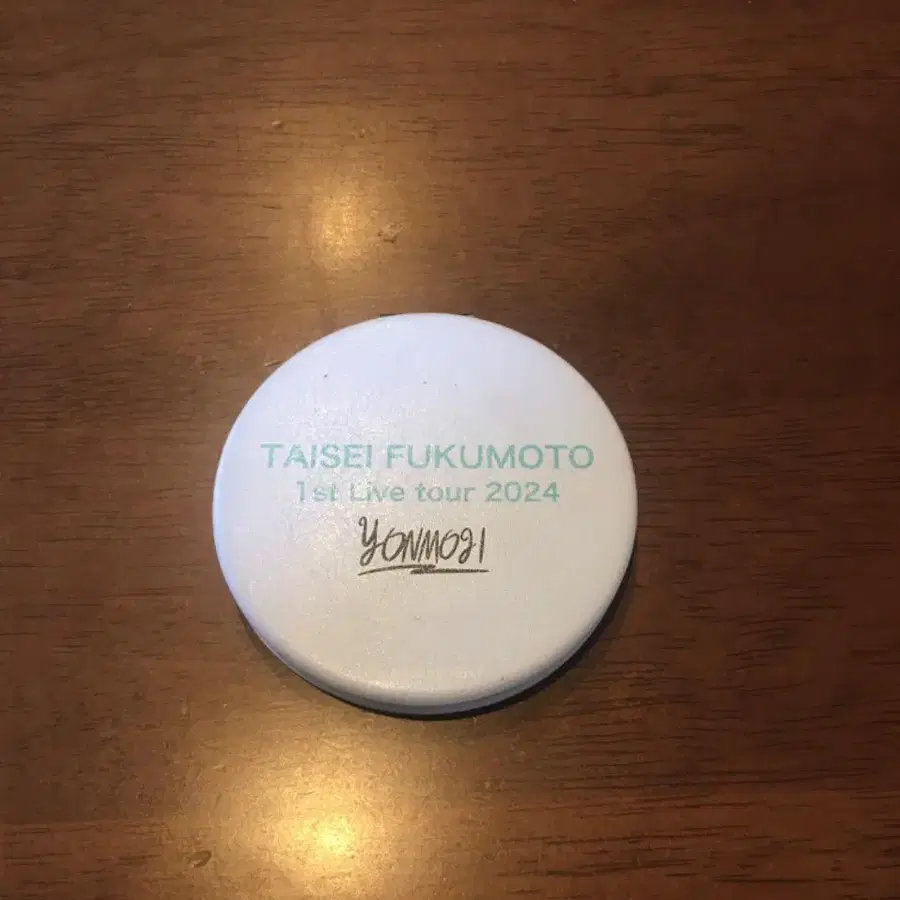 TAISEI FUKUMOTO
1st Live tour 2024
YONMOJI